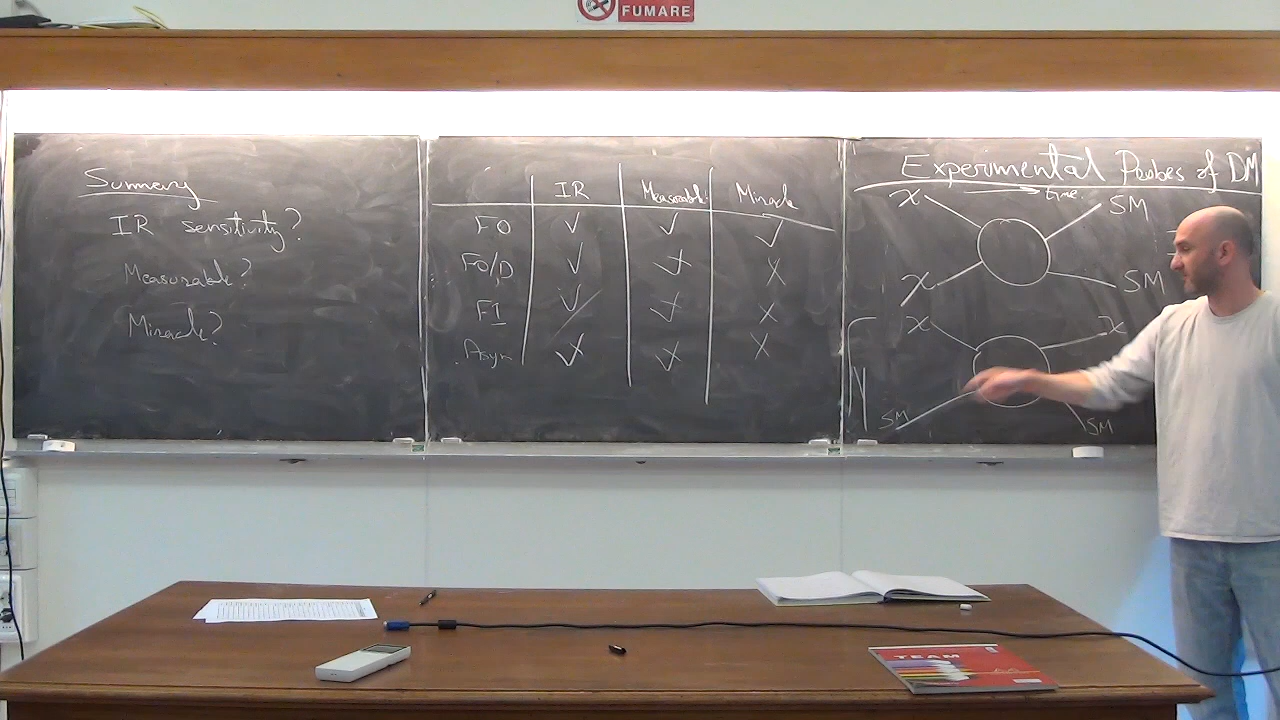 FUMARE
Summary
IR sensitivity?
Measurable?
Miracle?
IR Measurable Miracle
FO ✓ ✓ ✓
FO/D ✓ ✓ X
FI ✓ ✓ X
Asym ✓ ✓ X
Experimental Probes of DM
time
χ SM
χ SM
χ χ
SM SM
TEAM